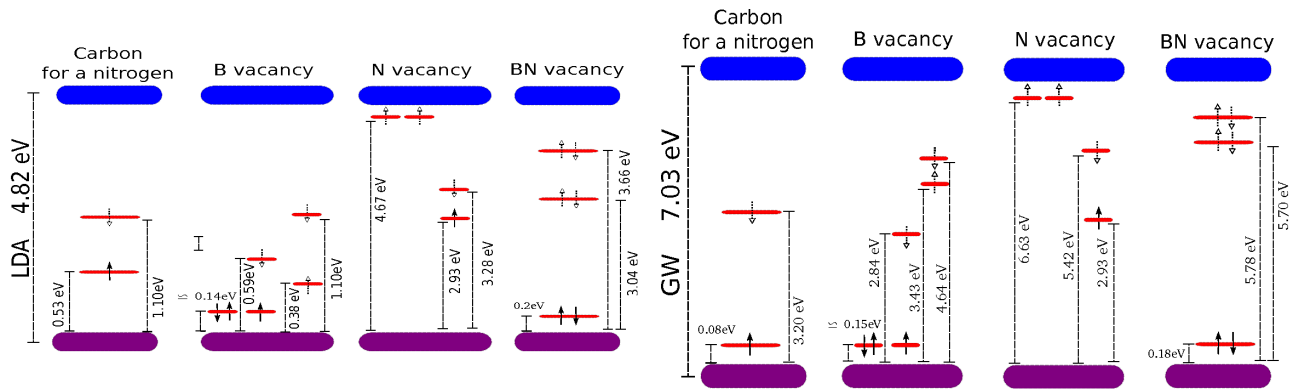 Carbon
for a nitrogen
B vacancy
N vacancy
BN vacancy
LDA 4.82 eV
0.53 eV
1.10eV
≅ 0.14eV
0.59eV
0.38 eV
1.10eV
4.67 eV
2.93 eV
3.28 eV
0.2eV
3.66 eV
3.04 eV
Carbon
for a nitrogen
B vacancy
N vacancy
BN vacancy
GW 7.03 eV
0.08eV
3.20 eV
≅ 0.15eV
2.84 eV
3.43 eV
4.64 eV
6.63 eV
5.42 eV
2.93 eV
0.18eV
5.78 eV
5.70 eV